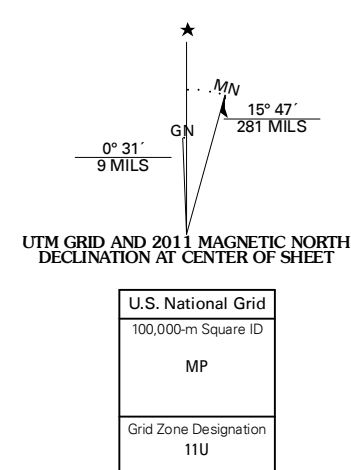 ★
MN
15° 47´
281 MILS
GN
0° 31´
9 MILS
UTM GRID AND 2011 MAGNETIC NORTH
DECLINATION AT CENTER OF SHEET
U.S. National Grid
100,000-m Square ID
MP
Grid Zone Designation
11U